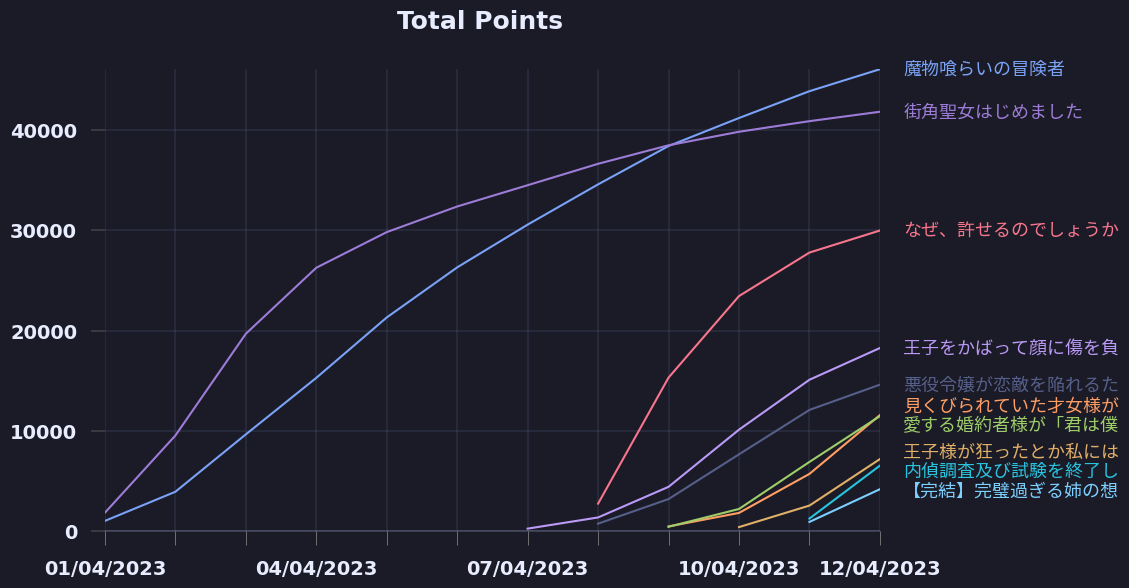 Total Points
魔物喰らいの冒険者
街角聖女はじめました
40000
30000
なぜ、許せるのでしょうか
20000
王子をかばって顔に傷を負
悪役令嬢が恋敵を陥れるた
見くびられていた才女様が
10000
愛する婚約者様が「君は僕
王子様が狂ったとか私には
内偵調査及び試験を終了し
【完結】完璧過ぎる姉の想
0
01/04/2023
04/04/2023
07/04/2023
10/04/2023
12/04/2023